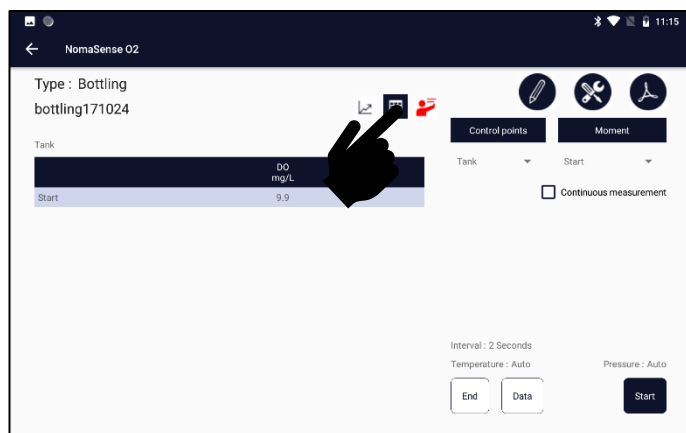 11:15
NomaSense O2
Type : Bottling
bottling171024
Control points
Moment
Tank
Tank
Start
DO
mg/L
Continuous measurement
Start
9.9
Interval : 2 Seconds
Temperature : Auto
Pressure : Auto
End
Data
Start